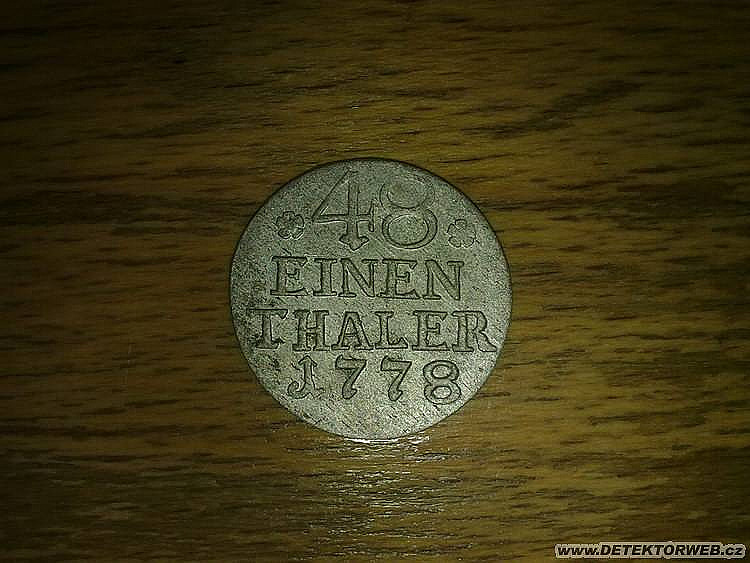 48
EINEN
THALER
1778
www.DETEKTORWEB.cz